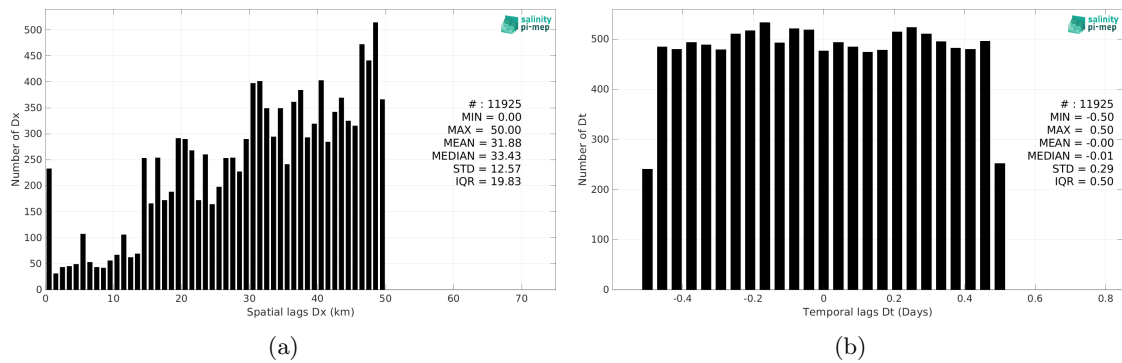 salinity
pi-mep
500
450
400
350
300
250
200
150
100
50
0
Number of Dx
# : 11925
MIN = 0.00
MAX = 50.00
MEAN = 31.88
MEDIAN = 33.43
STD = 12.57
IQR = 19.83
0 10 20 30 40 50 60 70
Spatial lags Dx (km)
(a)
salinity
pi-mep
500
400
300
200
100
0
Number of Dt
# : 11925
MIN = -0.50
MAX = 0.50
MEAN = -0.00
MEDIAN = -0.01
STD = 0.29
IQR = 0.50
-0.4 -0.2 0 0.2 0.4 0.6 0.8
Temporal lags Dt (Days)
(b)